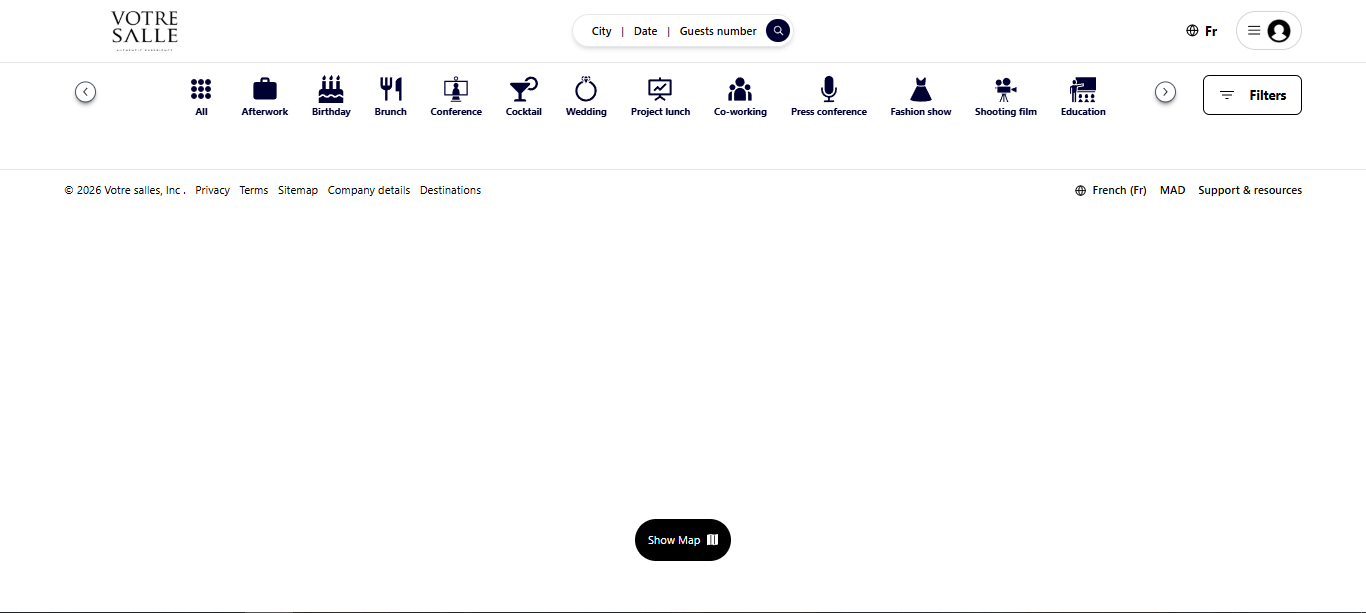 VOTRE
SALLE
City | Date | Guests number
Fr
All
Afterwork
Birthday
Brunch
Conference
Cocktail
Wedding
Project lunch
Co-working
Press conference
Fashion show
Shooting film
Education
Filters
© 2026 Votre salles, Inc . Privacy Terms Sitemap Company details Destinations
French (Fr) MAD Support & resources
Show Map